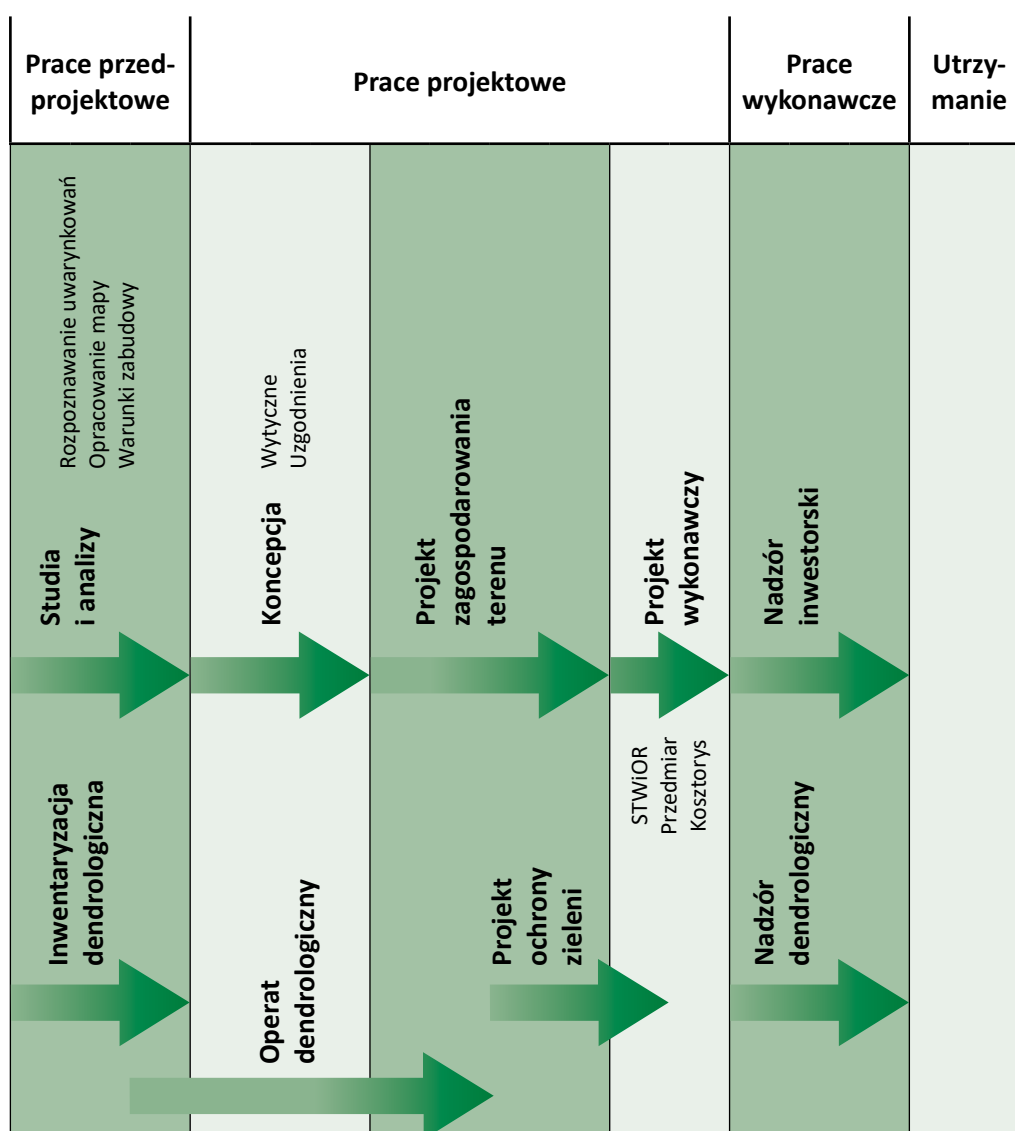 Prace przed-
projektowe
Prace projektowe
Prace
wykonawcze
Utrzy-
manie
Rozpoznawanie uwarynkowań
Opracowanie mapy
Warunki zabudowy
Studia
i analizy
Wytyczne
Uzgodnienia
Koncepcja
Projekt
zagospodarowania
terenu
Projekt
wykonawczy
Nadzór
inwestorski
STWiOR
Przedmiar
Kosztorys
Inwentaryzacja
dendrologiczna
Operat
dendrologiczny
Projekt
ochrony
zieleni
Nadzór
dendrologiczny